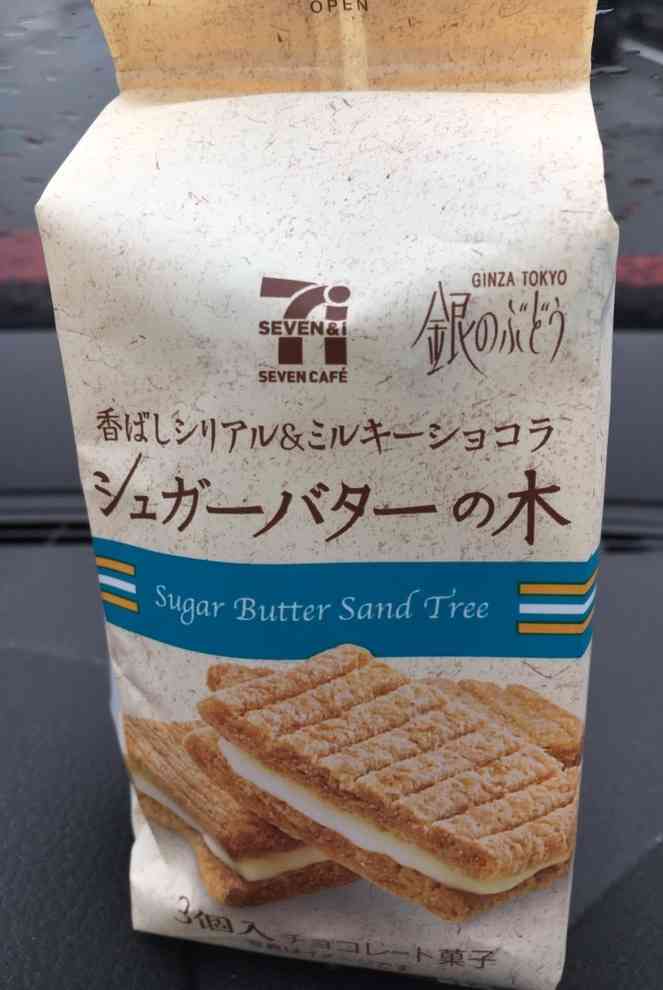 OPEN
GINZA TOKYO
銀のぶどう
SEVEN&i
SEVEN CAFÉ
香ばしシリアル&ミルキーショコラ
シュガーバターの木
Sugar Butter Sand Tree
3個入 チョコレート菓子